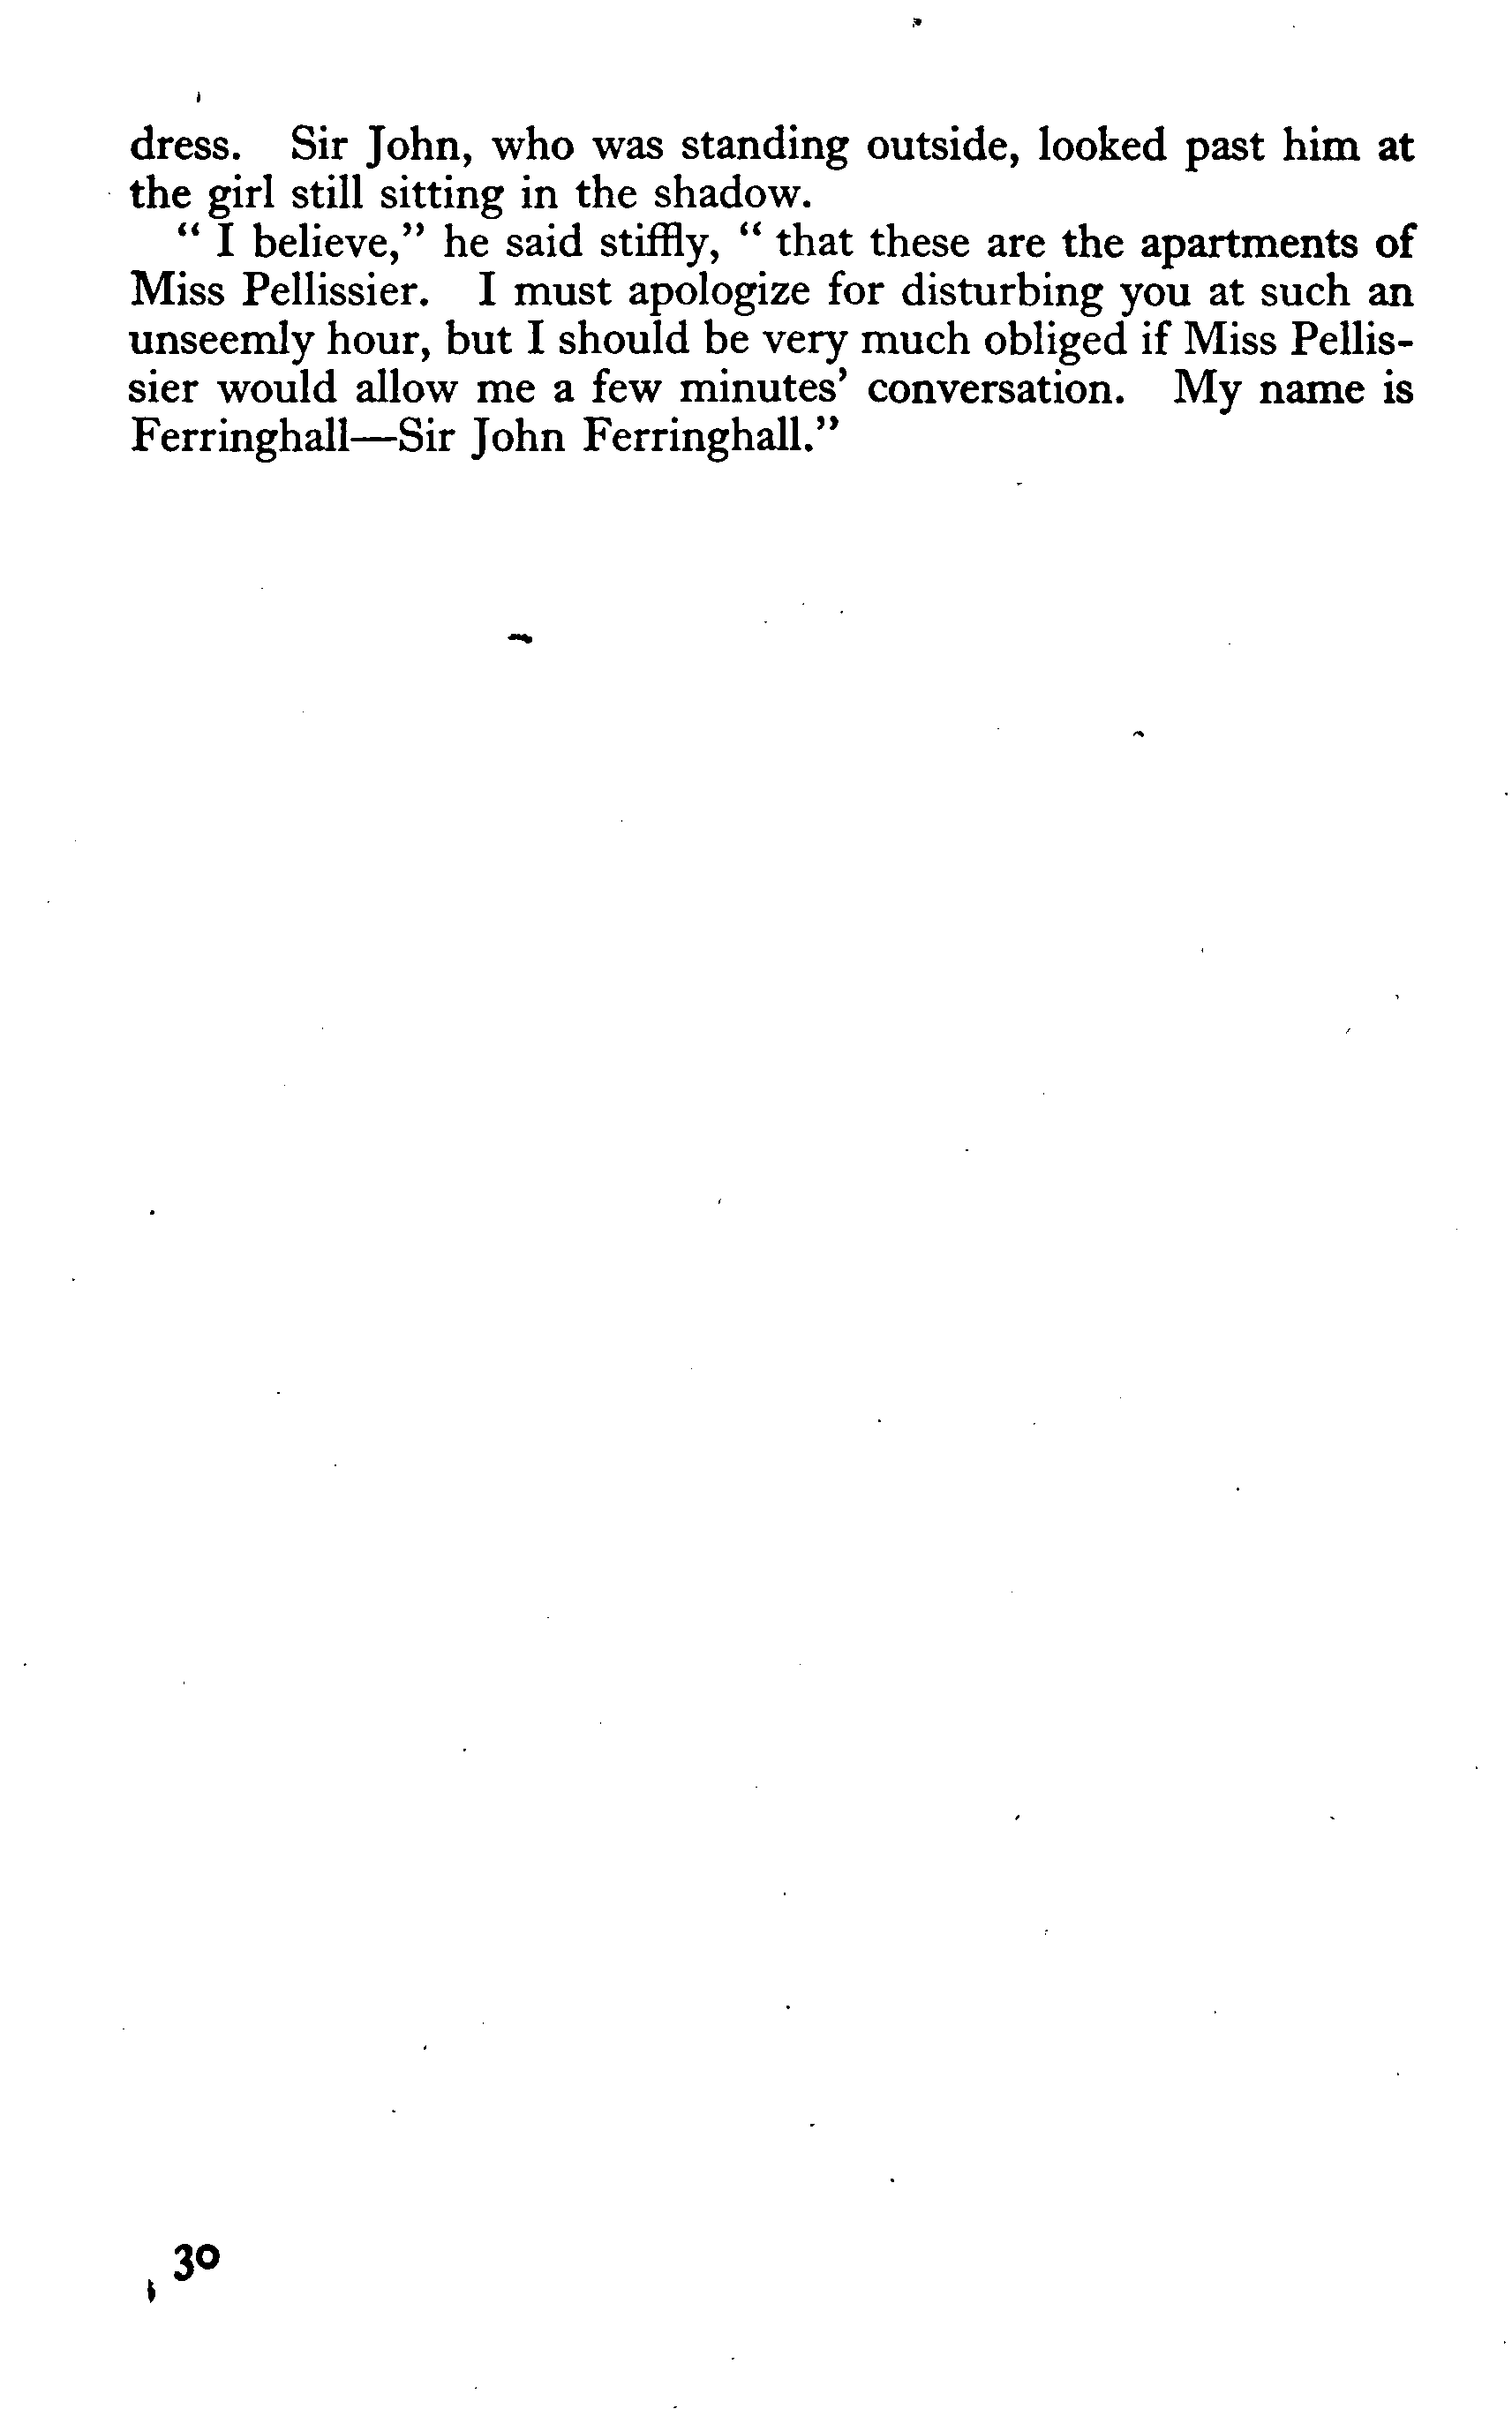 dress. Sir John, who was standing outside, looked past him at
the girl still sitting in the shadow.
“ I believe,” he said stiffly, “ that these are the apartments of
Miss Pellissier. I must apologize for disturbing you at such an
unseemly hour, but I should be very much obliged if Miss Pellis-
sier would allow me a few minutes’ conversation. My name is
Ferringhall—Sir John Ferringhall.”
30